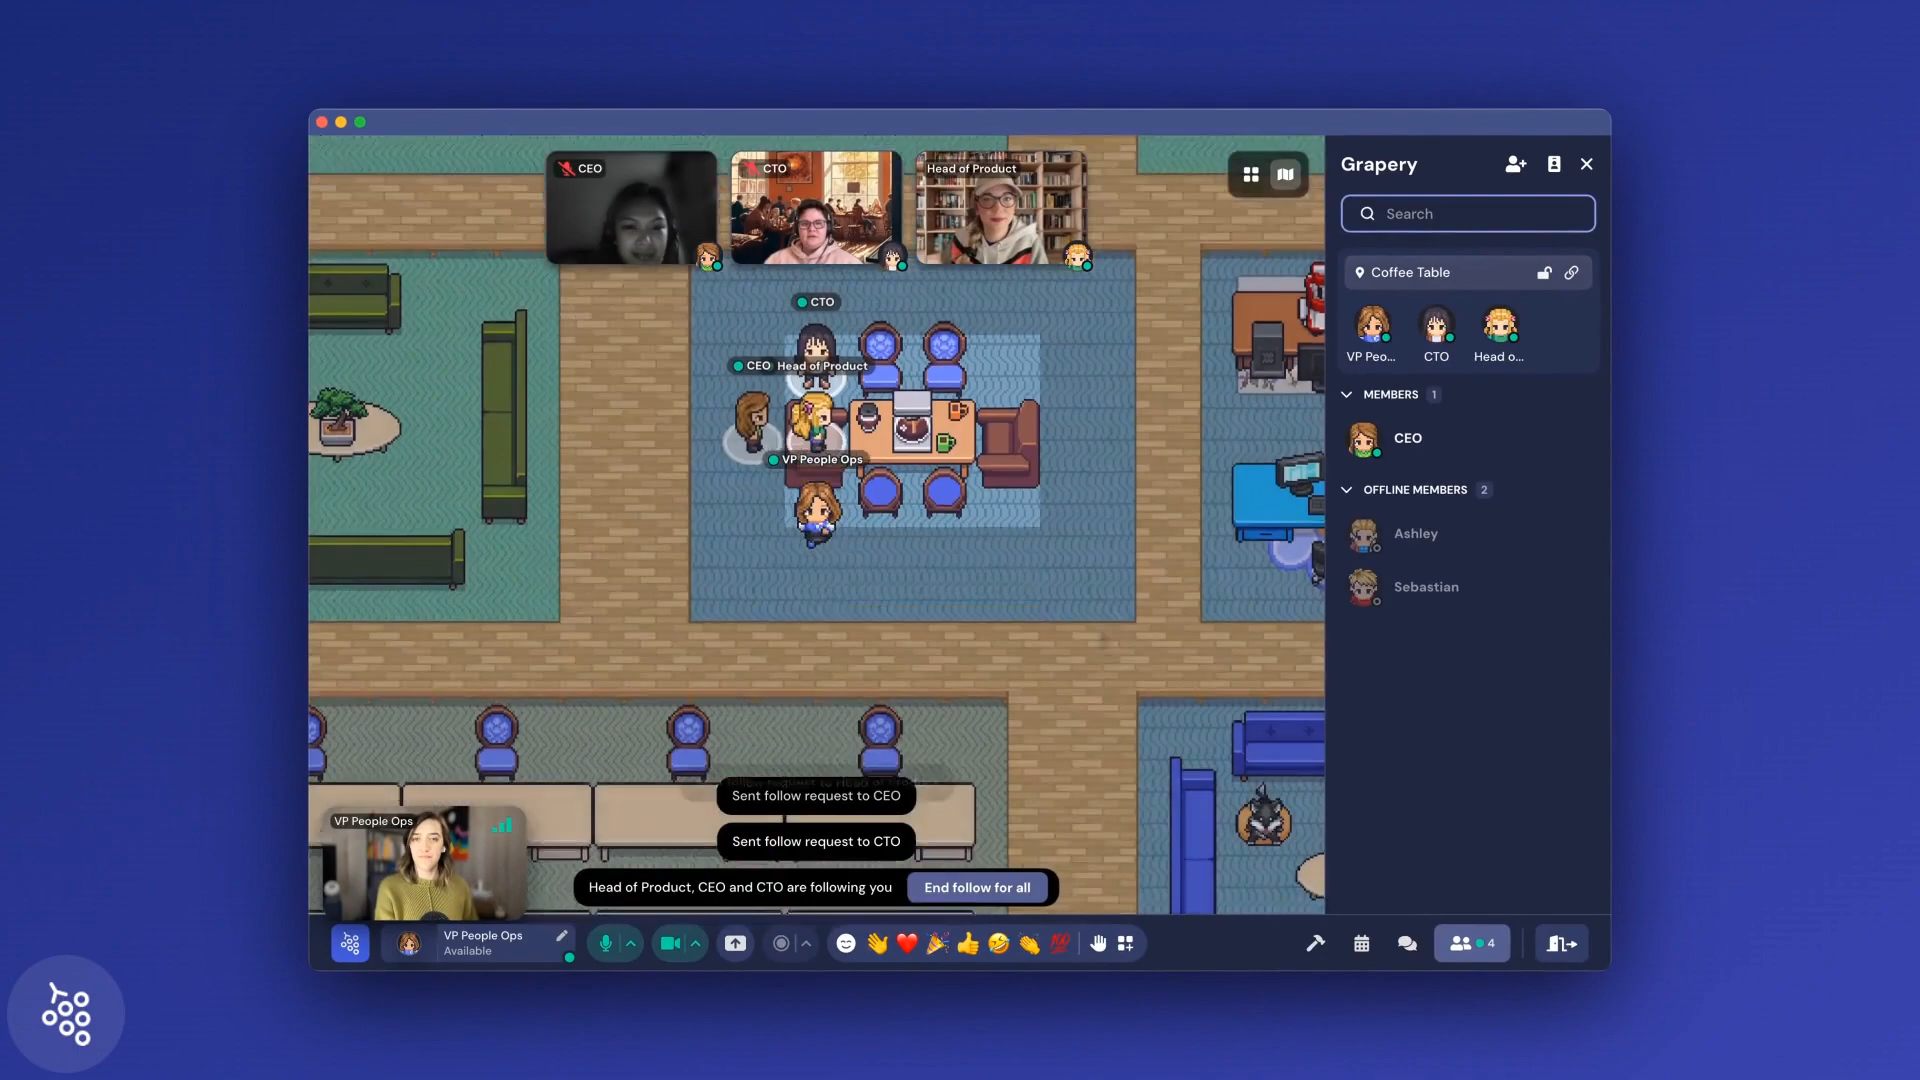 CEO
CTO
Head of Product
CTO
CEO
Head of Product
VP People Ops
Grapery
Search
Coffee Table
VP Peo...
CTO
Head o...
MEMBERS 1
CEO
OFFLINE MEMBERS 2
Ashley
Sebastian
VP People Ops
Sent follow request to CEO
Sent follow request to CTO
Head of Product, CEO and CTO are following you
End follow for all
VP People Ops
Available
💯
4